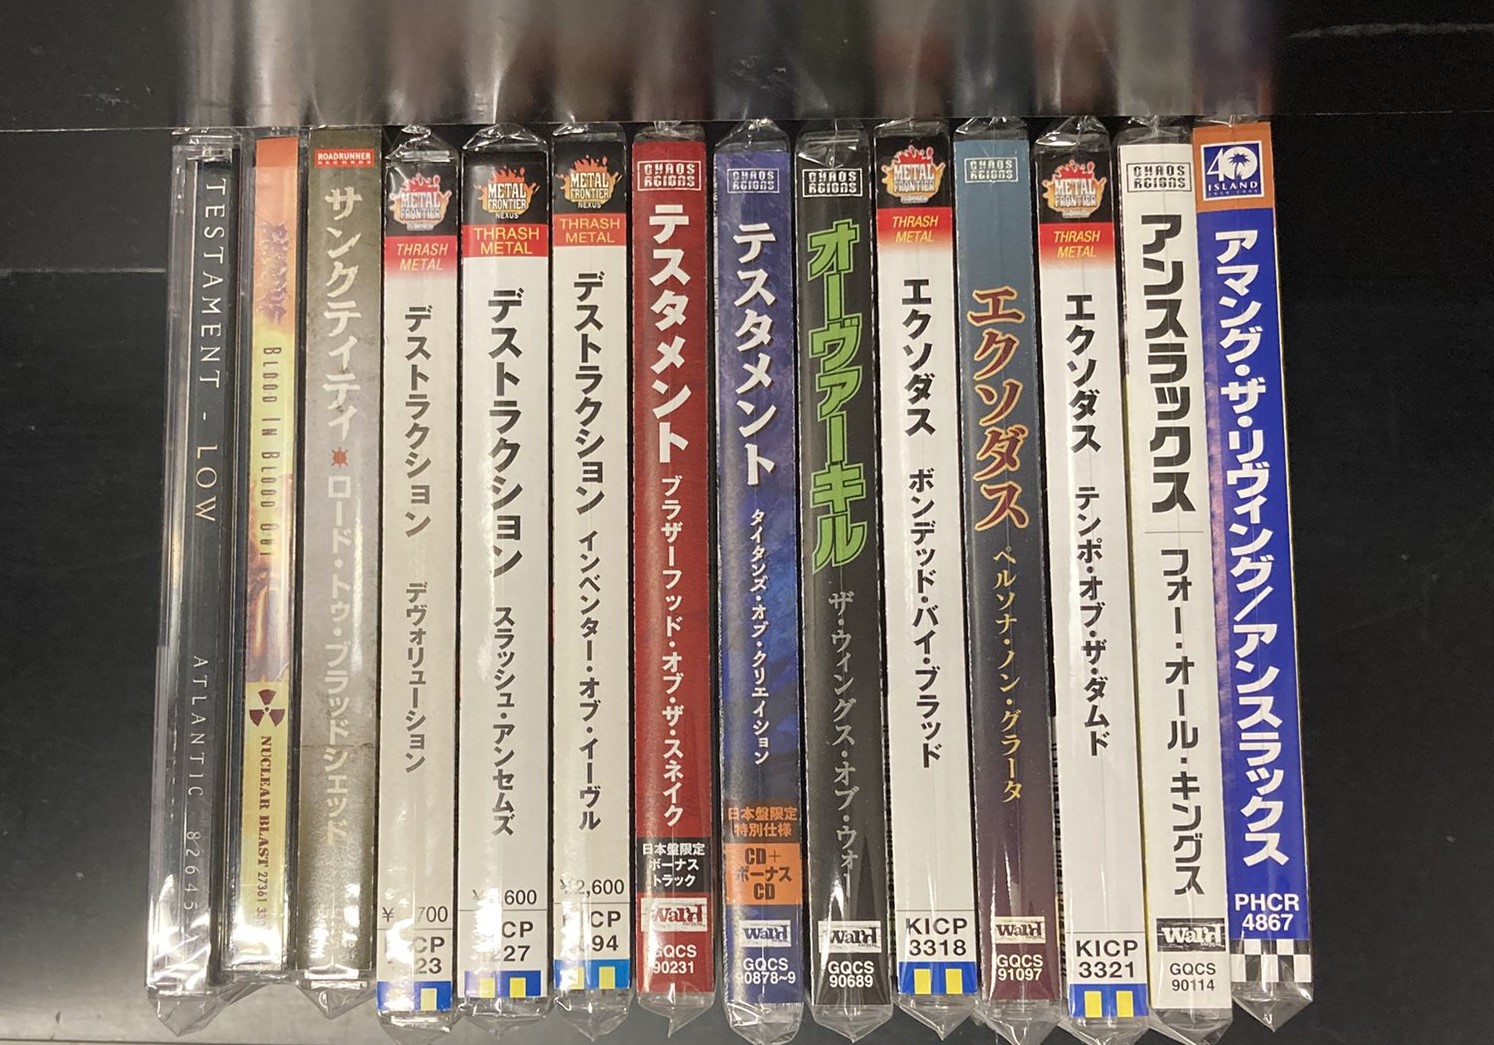 TESTAMENT - LOW
ATLANTIC 82645
BLOOD IN BLOOD OUT
NUCLEAR BLAST 27361
ROADRUNNER
RECORDS
サンクティティ
ロード・トゥ・ブラッドシェッド
METAL
FRONTIER
THRASH
METAL
デストラクション
デヴォリューション
¥ 700
CP
23
METAL
FRONTIER
NEXUS
THRASH
METAL
デストラクション
スラッシュ・アンセムズ
600
CP
27
METAL
FRONTIER
NEXUS
THRASH
METAL
デストラクション
インベンター・オブ・イーヴル
¥2,600
KICP
94
CHAOS
REIGNS
テスタメント
ブラザーフッド・オブ・ザ・スネイク
日本盤限定
ボーナス
トラック
Ward
GQCS
90231
CHAOS
REIGNS
テスタメント
タイタンズ・オブ・クリエイション
日本盤限定
特別仕様
CD+
ボーナス
CD
Ward
GQCS
90878~9
CHAOS
REIGNS
オーヴァーキル
ザ・ウィングス・オブ・ウォー
Ward
GQCS
90689
METAL
FRONTIER
THRASH
METAL
エクソダス
ボンデッド・バイ・ブラッド
KICP
3318
CHAOS
REIGNS
エクソダス
ペルソナ・ノン・グラータ
Ward
GQCS
91097
METAL
FRONTIER
THRASH
METAL
エクソダス
テンポ・オブ・ザ・ダムド
KICP
3321
CHAOS
REIGNS
アンスラックス
フォー・オール・キングス
Ward
GQCS
90114
40
ISLAND
アマング・ザ・リヴィング/アンスラックス
PHCR
4867